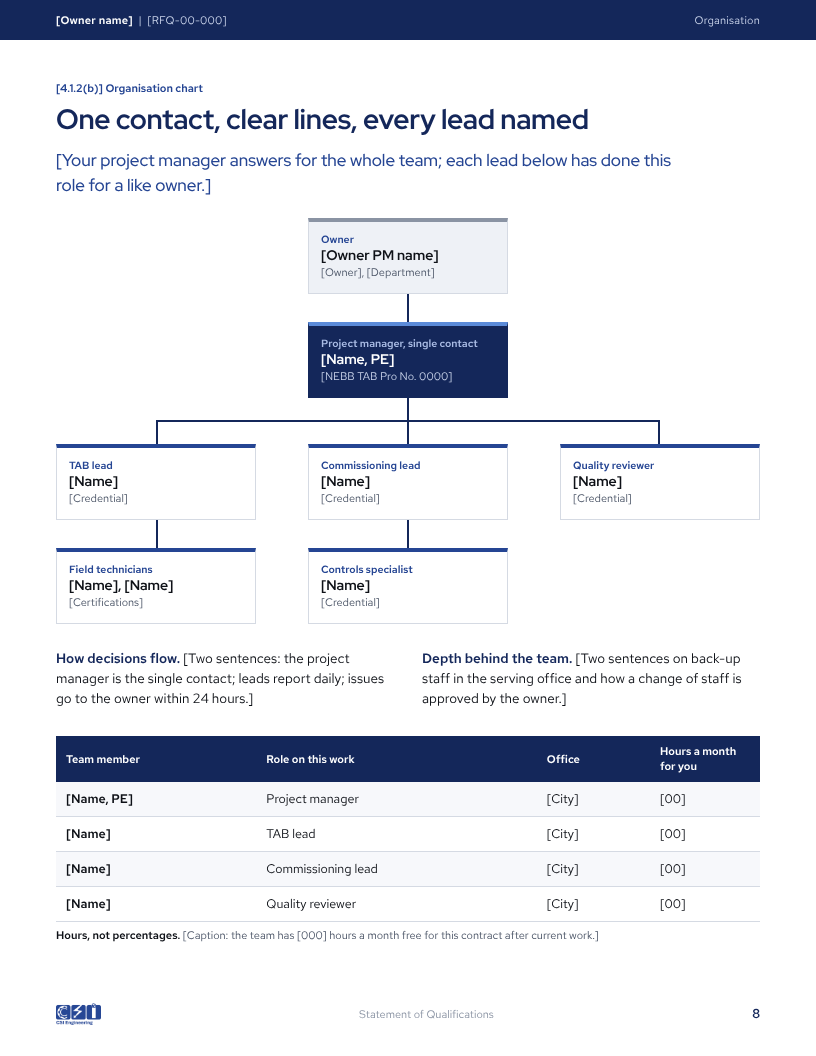 [Owner name] | [RFQ-00-000]
Organisation
[4.1.2(b)] Organisation chart
One contact, clear lines, every lead named
[Your project manager answers for the whole team; each lead below has done this
role for a like owner.]
Owner
[Owner PM name]
[Owner], [Department]
Project manager, single contact
[Name, PE]
[NEBB TAB Pro No. 0000]
TAB lead
[Name]
[Credential]
Commissioning lead
[Name]
[Credential]
Quality reviewer
[Name]
[Credential]
Field technicians
[Name], [Name]
[Certifications]
Controls specialist
[Name]
[Credential]
How decisions flow. [Two sentences: the project
manager is the single contact; leads report daily; issues
go to the owner within 24 hours.]
Depth behind the team. [Two sentences on back-up
staff in the serving office and how a change of staff is
approved by the owner.]
Team member Role on this work Office Hours a month
for you
[Name, PE] Project manager [City] [00]
[Name] TAB lead [City] [00]
[Name] Commissioning lead [City] [00]
[Name] Quality reviewer [City] [00]
Hours, not percentages. [Caption: the team has [000] hours a month free for this contract after current work.]
CSI
CSI Engineering
Statement of Qualifications
8